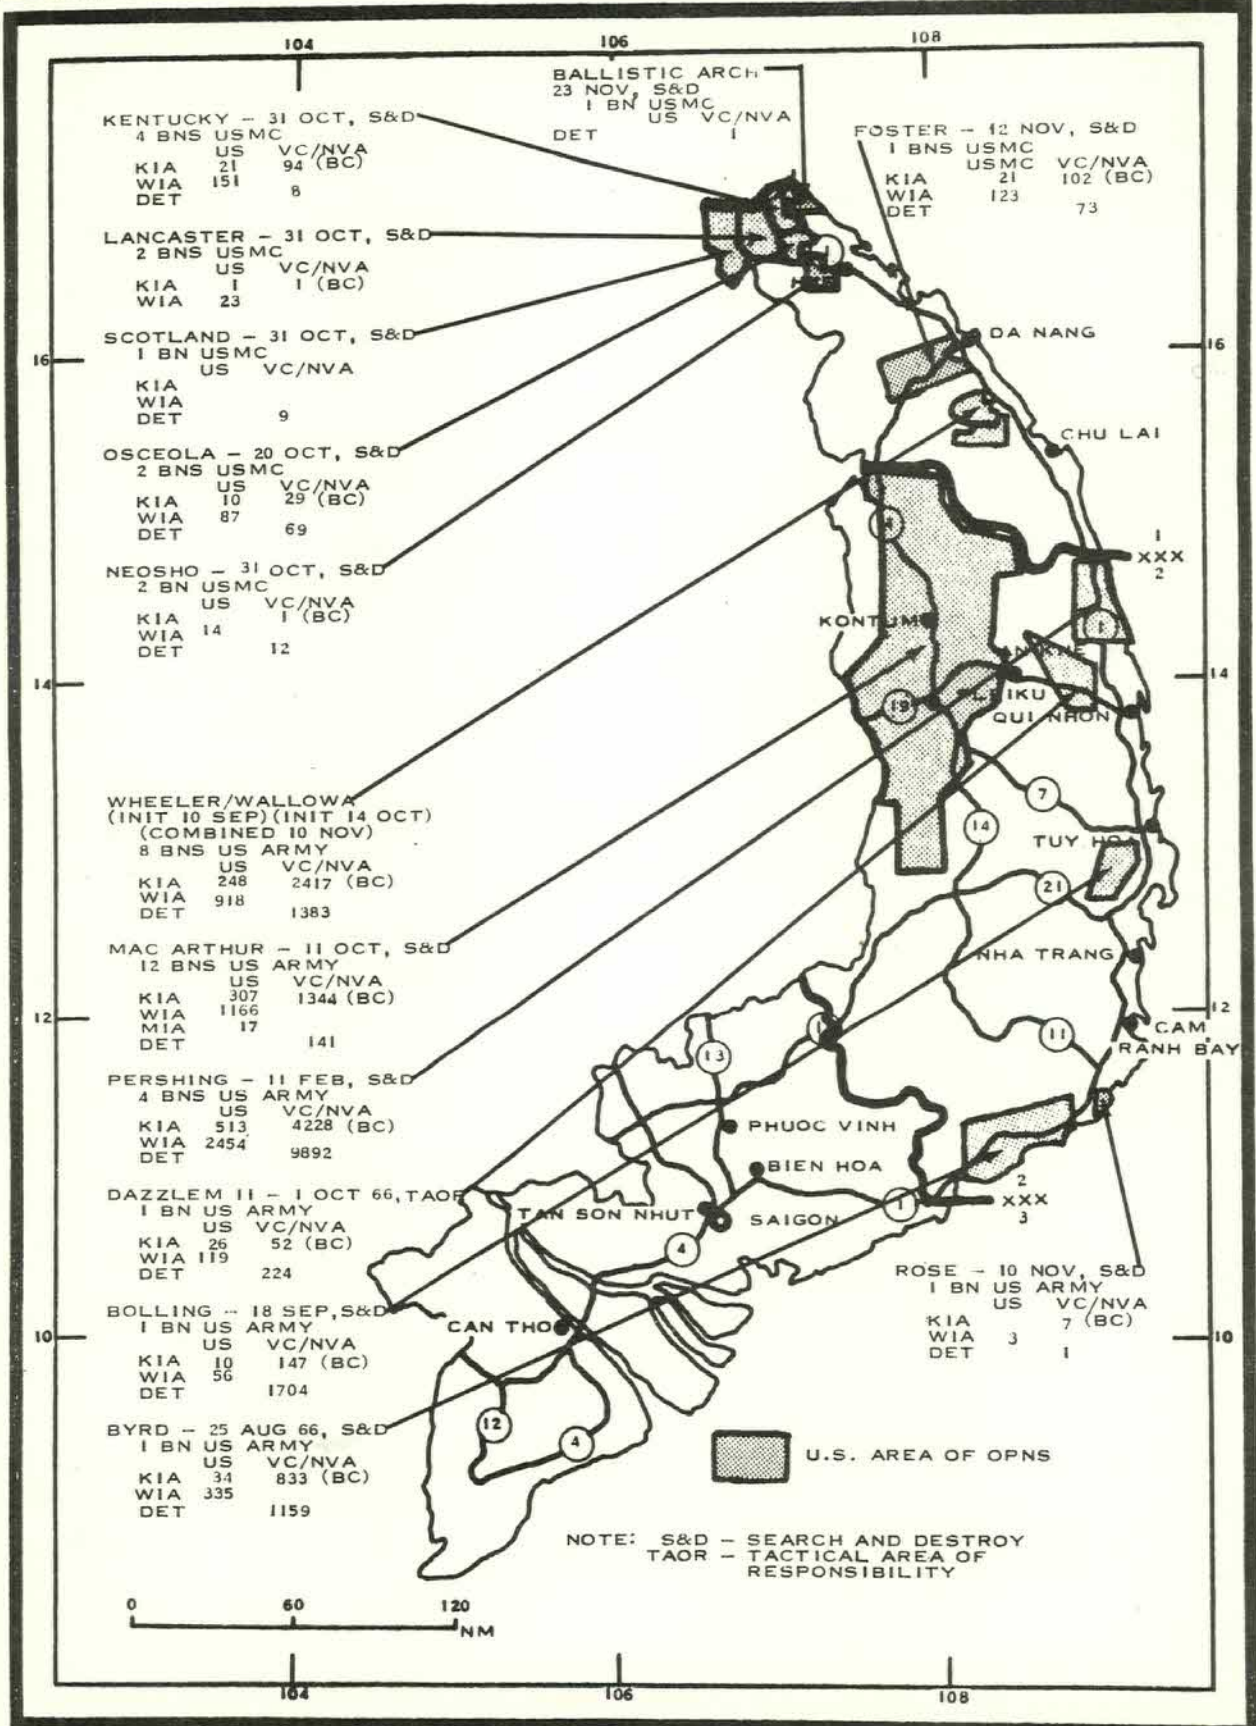 104 106 108
BALLISTIC ARCH
23 NOV, S&D
1 BN USMC
US VC/NVA
DET 1
KENTUCKY - 31 OCT, S&D
4 BNS USMC
US VC/NVA
KIA 21 94 (BC)
WIA 151
DET 8
FOSTER - 12 NOV, S&D
1 BNS USMC
USMC VC/NVA
KIA 21 102 (BC)
WIA 123
DET 73
LANCASTER - 31 OCT, S&D
2 BNS USMC
US VC/NVA
KIA 1 1 (BC)
WIA 23
SCOTLAND - 31 OCT, S&D
1 BN USMC
US VC/NVA
KIA
WIA
DET 9
OSCEOLA - 20 OCT, S&D
2 BNS USMC
US VC/NVA
KIA 10 29 (BC)
WIA 87
DET 69
NEOSHO - 31 OCT, S&D
2 BN USMC
US VC/NVA
KIA 1 (BC)
WIA 14
DET 12
WHEELER/WALLOWA
(INIT 10 SEP) (INIT 14 OCT)
(COMBINED 10 NOV)
8 BNS US ARMY
US VC/NVA
KIA 248 2417 (BC)
WIA 918
DET 1383
MAC ARTHUR - 11 OCT, S&D
12 BNS US ARMY
US VC/NVA
KIA 307 1344 (BC)
WIA 1166
MIA 17
DET 141
PERSHING - 11 FEB, S&D
4 BNS US ARMY
US VC/NVA
KIA 513 4228 (BC)
WIA 2454
DET 9892
DAZZLEM 11 - 1 OCT 66, TAOR
1 BN US ARMY
US VC/NVA
KIA 26 52 (BC)
WIA 119
DET 224
BOLLING - 18 SEP, S&D
1 BN US ARMY
US VC/NVA
KIA 10 147 (BC)
WIA 56
DET 1704
BYRD - 25 AUG 66, S&D
1 BN US ARMY
US VC/NVA
KIA 34 833 (BC)
WIA 335
DET 1159
ROSE - 10 NOV, S&D
1 BN US ARMY
US VC/NVA
KIA 7 (BC)
WIA 3
DET 1
16 16
DA NANG
CHU LAI
1
XXX
2
KONTUM
1
14 14
AN KHE
PLEIKU
19
QUI NHON
7
14
TUY HOA
21
NHA TRANG
12 12
CAM
RANH BAY
13
11
PHUOC VINH
BIEN HOA
2
XXX
3
TAN SON NHUT
SAIGON
1
4
10 10
CAN THO
12
4
U.S. AREA OF OPNS
NOTE: S&D - SEARCH AND DESTROY
TAOR - TACTICAL AREA OF
RESPONSIBILITY
0 60 120
NM
104 106 108